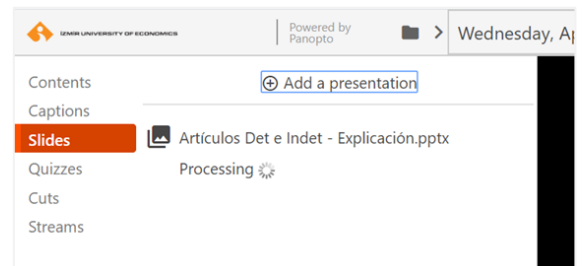 IZMIR UNIVERSITY OF ECONOMICS
Powered by
Panopto
> Wednesday, Ap
Contents
Captions
Slides
Quizzes
Cuts
Streams
Add a presentation
Artículos Det e Indet - Explicación.pptx
Processing